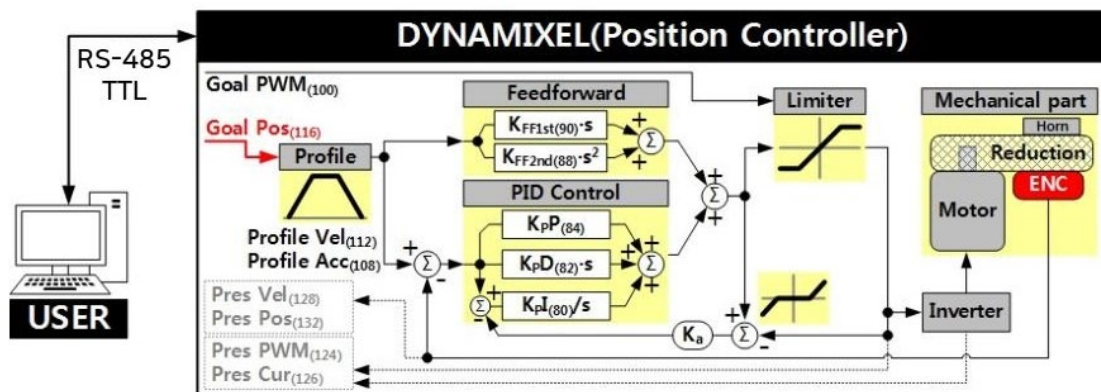 DYNAMIXEL(Position Controller)
RS-485
TTL
Goal PWM(100)
Feedforward
Limiter
Mechanical part
Horn
Goal Pos(116)
KFF1st(90)·s
+
Σ
Reduction
Profile
KFF2nd(88)·s²
+
+
ENC
PID Control
+
Σ
+
Motor
KPP(84)
Profile Vel(112)
+
Σ
-
KPD(82)·s
+
+
Σ
+
Profile Acc(108)
Pres Vel(128)
Σ
-
KPI(80)/s
+
Inverter
USER
Pres Pos(132)
Ka
Σ
-
Pres PWM(124)
Pres Cur(126)